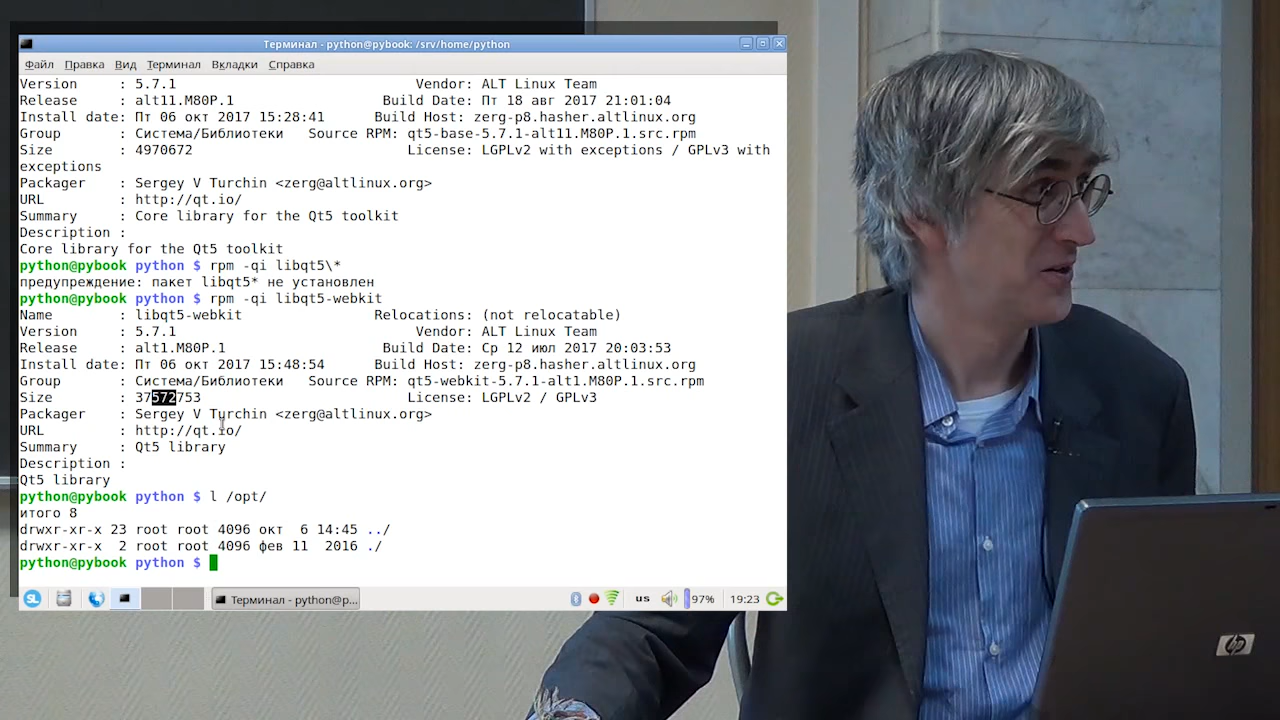 Терминал - python@pybook: /srv/home/python
Файл Правка Вид Терминал Вкладки Справка
Version : 5.7.1 Vendor: ALT Linux Team
Release : alt11.M80P.1 Build Date: Пт 18 авг 2017 21:01:04
Install date: Пт 06 окт 2017 15:28:41 Build Host: zerg-p8.hasher.altlinux.org
Group : Система/Библиотеки Source RPM: qt5-base-5.7.1-alt11.M80P.1.src.rpm
Size : 4970672 License: LGPLv2 with exceptions / GPLv3 with
exceptions
Packager : Sergey V Turchin <zerg@altlinux.org>
URL : http://qt.io/
Summary : Core library for the Qt5 toolkit
Description :
Core library for the Qt5 toolkit
python@pybook python $ rpm -qi libqt5\*
предупреждение: пакет libqt5* не установлен
python@pybook python $ rpm -qi libqt5-webkit
Name : libqt5-webkit Relocations: (not relocatable)
Version : 5.7.1 Vendor: ALT Linux Team
Release : alt1.M80P.1 Build Date: Ср 12 июл 2017 20:03:53
Install date: Пт 06 окт 2017 15:48:54 Build Host: zerg-p8.hasher.altlinux.org
Group : Система/Библиотеки Source RPM: qt5-webkit-5.7.1-alt1.M80P.1.src.rpm
Size : 37572753 License: LGPLv2 / GPLv3
Packager : Sergey V Turchin <zerg@altlinux.org>
URL : http://qt.io/
Summary : Qt5 library
Description :
Qt5 library
python@pybook python $ l /opt/
итого 8
drwxr-xr-x 23 root root 4096 окт 6 14:45 ../
drwxr-xr-x 2 root root 4096 фев 11 2016 ./
python@pybook python $
SL Терминал - python@p... us 97% 19:23
hp